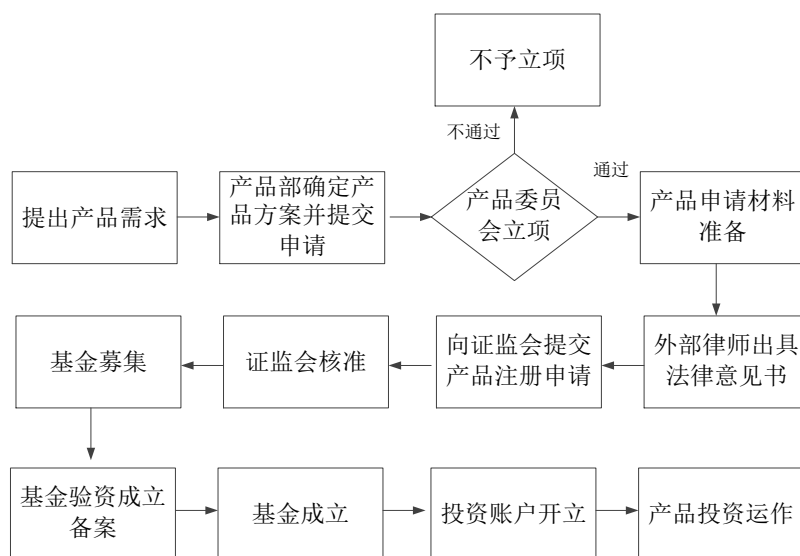 不予立项
不通过
通过
提出产品需求
产品部确定产
品方案并提交
申请
产品委员
会立项
产品申请材料
准备
基金募集
证监会核准
向证监会提交
产品注册申请
外部律师出具
法律意见书
基金验资成立
备案
基金成立
投资账户开立
产品投资运作